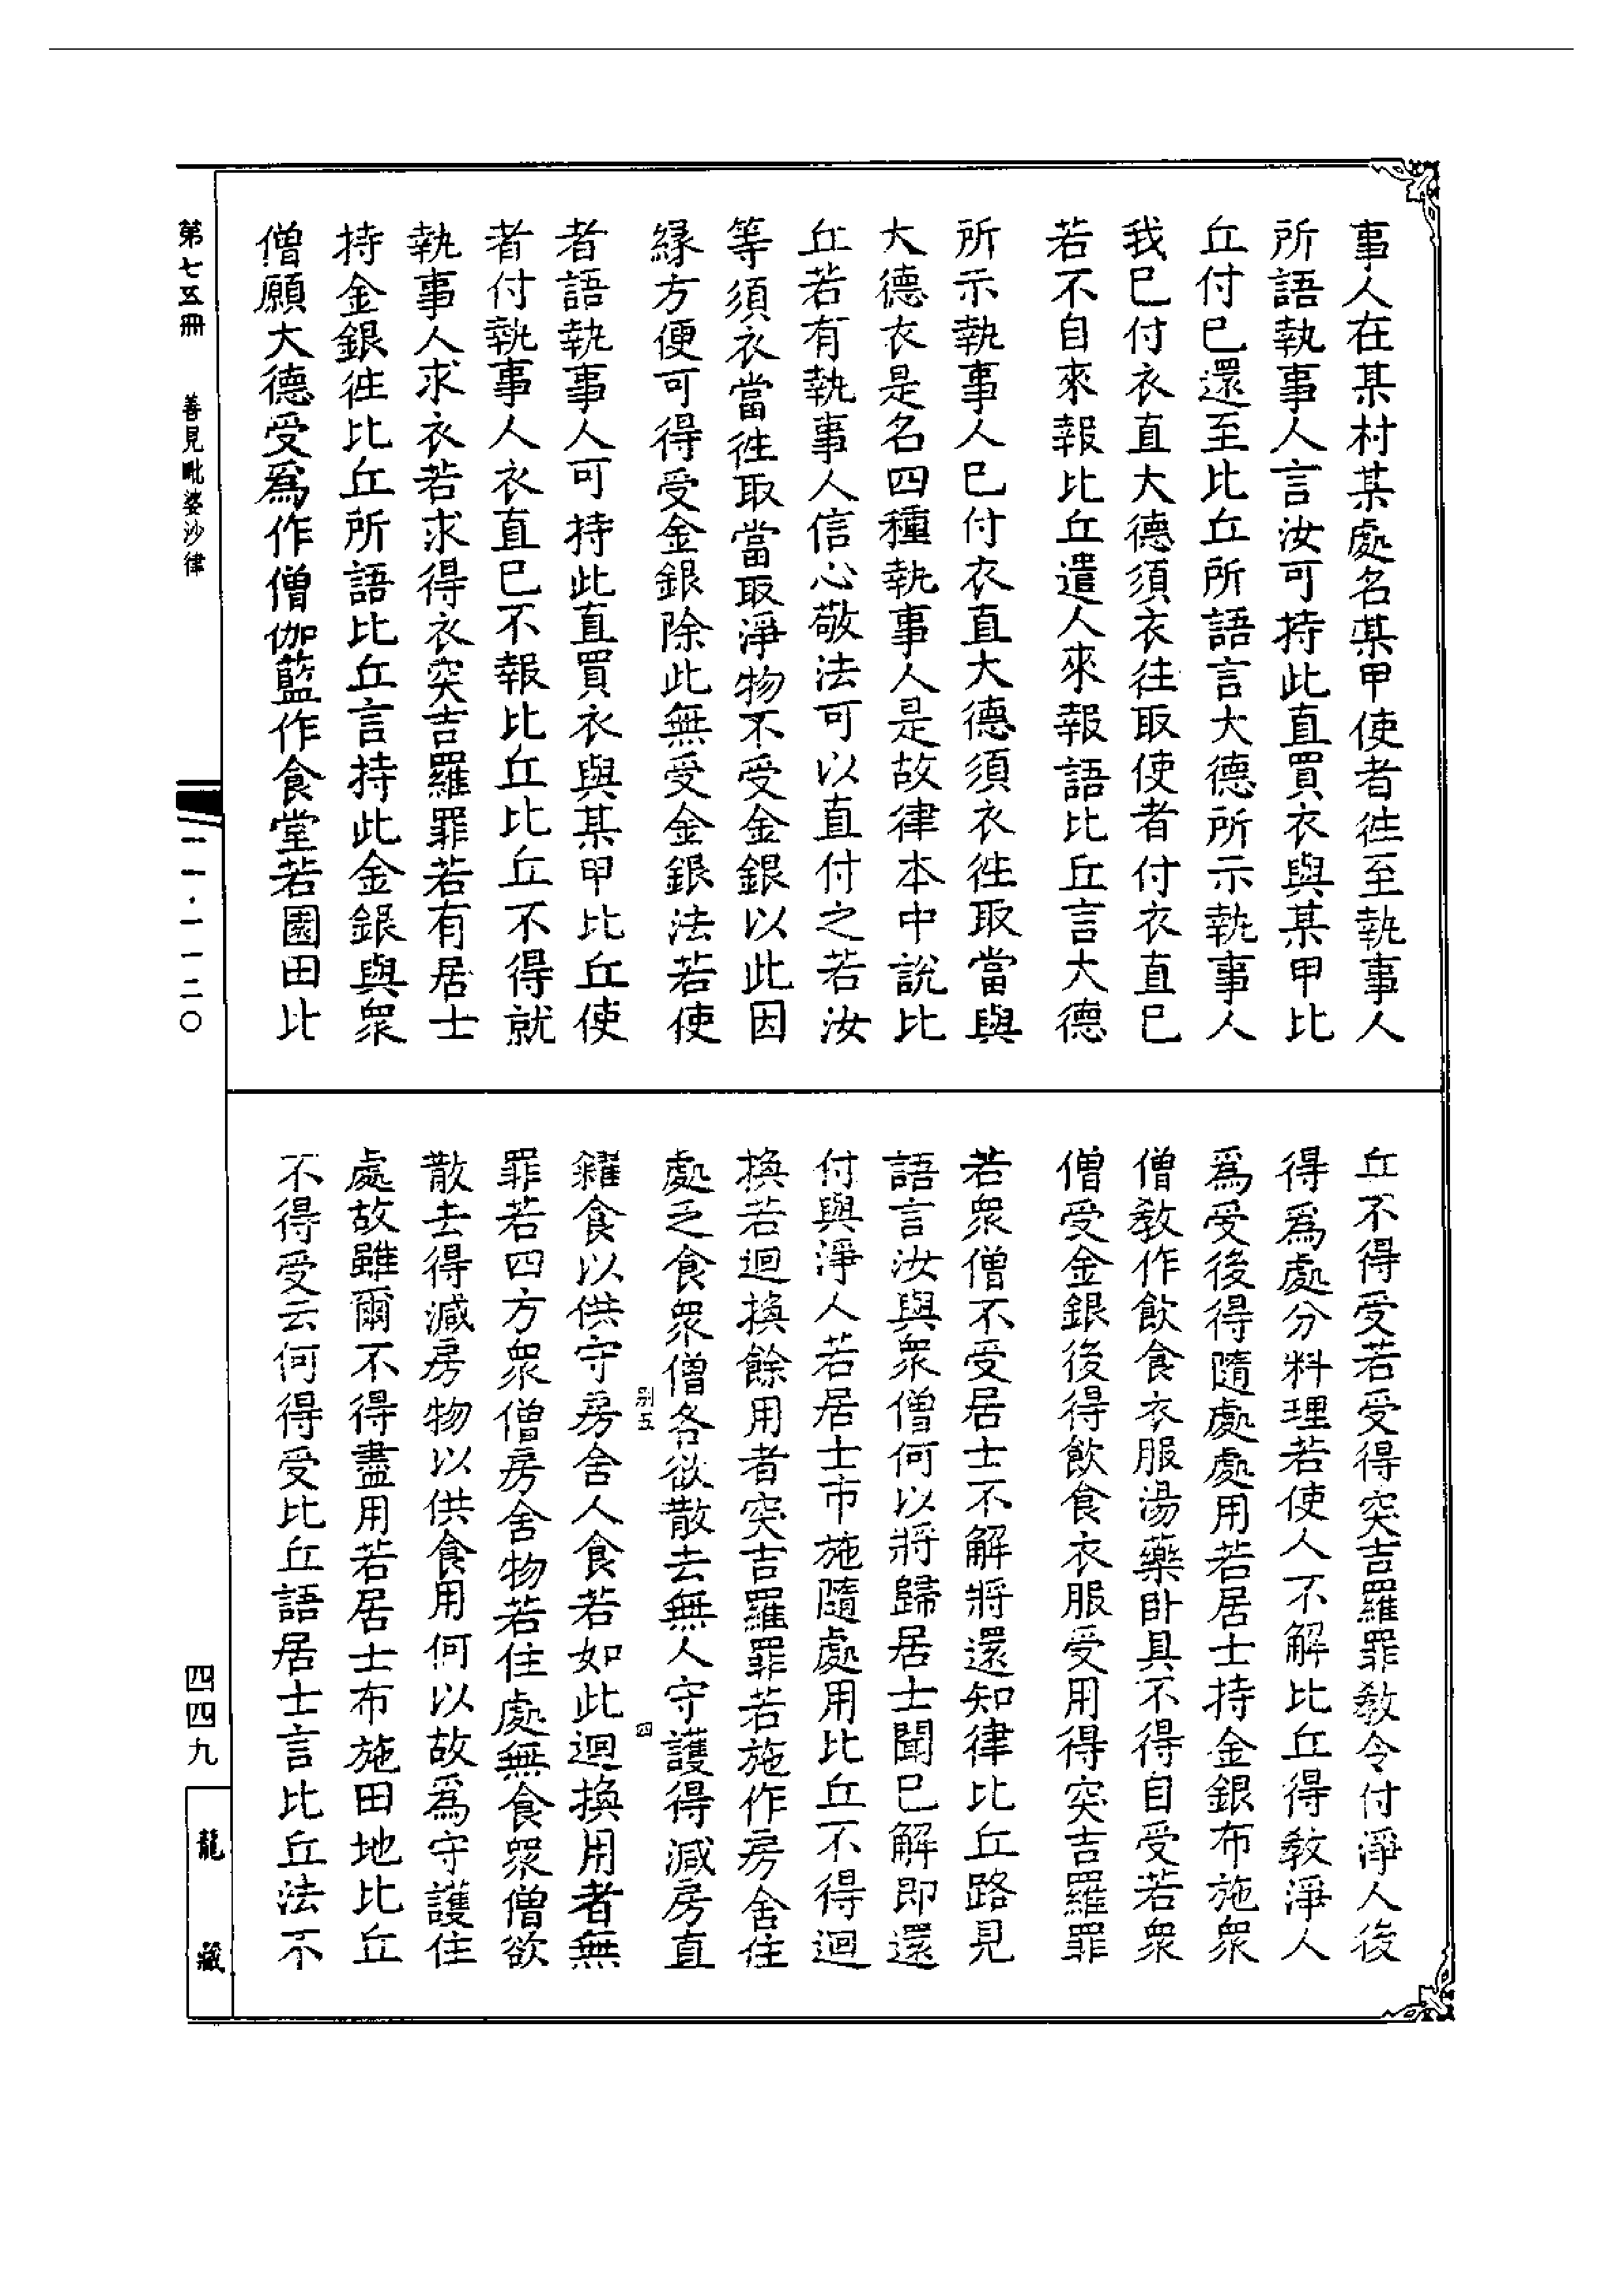 事人在某村某處名某甲使者徃至執事人
所語執事人言汝可持此直買衣與某甲比
丘付巳還至比丘所語言大德所示執事人
我巳付衣直大德須衣往取使者付衣直巳
若不自來報比丘遣人來報語比丘言大德
所示執事人巳付衣直大德須衣徃取當與
大德衣是名四種執事人是故律本中說比
丘若有執事人信心敬法可以直付之若汝
等須衣當徃取當取淨物不受金銀以此因
緣方便可得受金銀除此無受金銀法若使
者語執事人可持此直買衣與某甲比丘使
者付執事人衣直巳不報比丘比丘不得就
執事人求衣若求得衣突吉羅罪若有居士
持金銀徃比丘所語比丘言持此金銀與眾
僧願大德受爲作僧伽藍作食堂若園田比
丘不得受若受得突吉羅罪教令付淨人後
得爲處分料理若使人不解比丘得教淨人
爲受後得隨處處用若居士持金銀布施眾
僧教作飲食衣服湯藥卧具不得自受若衆
僧受金銀後得飲食衣服受用得突吉羅罪
若眾僧不受居士不解將還知律比丘路見
語言汝與眾僧何以將歸居士聞巳解即還
付與淨人若居士市施隨處用比丘不得迴
換若迴換餘用者突吉羅罪若施作房舍住
處乏食眾僧各欲散去無人守護得減房直
糴食以供守房舍人食若如此迴換用者無
罪若四方眾僧房舍物若住處無食衆僧欲
散去得減房物以供食用何以故爲守護住
處故雖爾不得盡用若居士布施田地比丘
不得受云何得受比丘語居士言比丘法不
别五
四
第七五冊
善見毗婆沙律
一一·一一二〇
四四九
龍藏